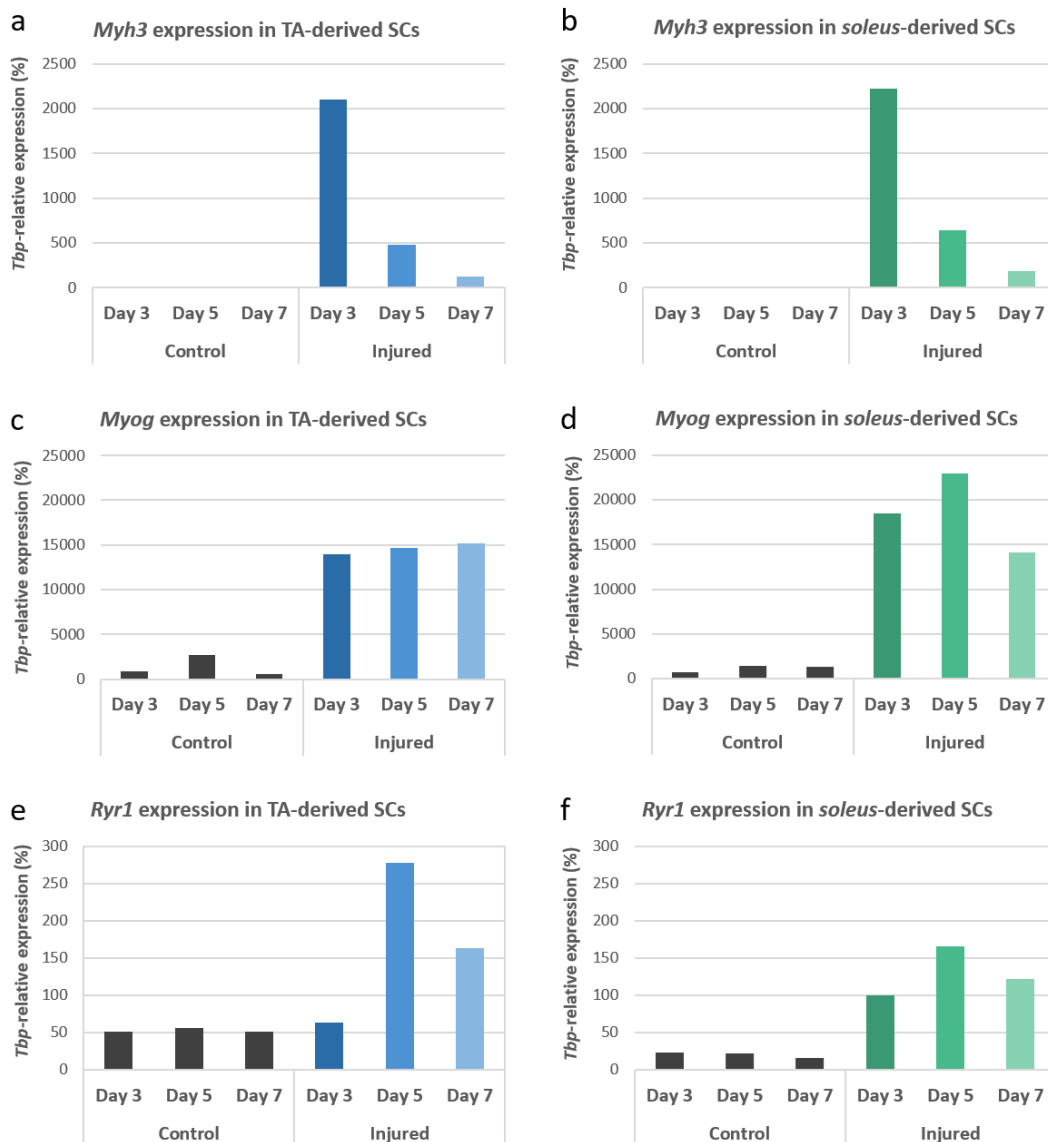 a
Myh3 expression in TA-derived SCs
Tbp-relative expression (%)
2500
2000
1500
1000
500
0
Day 3 Day 5 Day 7 Day 3 Day 5 Day 7
Control Injured
b
Myh3 expression in soleus-derived SCs
Tbp-relative expression (%)
2500
2000
1500
1000
500
0
Day 3 Day 5 Day 7 Day 3 Day 5 Day 7
Control Injured
c
Myog expression in TA-derived SCs
Tbp-relative expression (%)
25000
20000
15000
10000
5000
0
Day 3 Day 5 Day 7 Day 3 Day 5 Day 7
Control Injured
d
Myog expression in soleus-derived SCs
Tbp-relative expression (%)
25000
20000
15000
10000
5000
0
Day 3 Day 5 Day 7 Day 3 Day 5 Day 7
Control Injured
e
Ryr1 expression in TA-derived SCs
Tbp-relative expression (%)
300
250
200
150
100
50
0
Day 3 Day 5 Day 7 Day 3 Day 5 Day 7
Control Injured
f
Ryr1 expression in soleus-derived SCs
Tbp-relative expression (%)
300
250
200
150
100
50
0
Day 3 Day 5 Day 7 Day 3 Day 5 Day 7
Control Injured